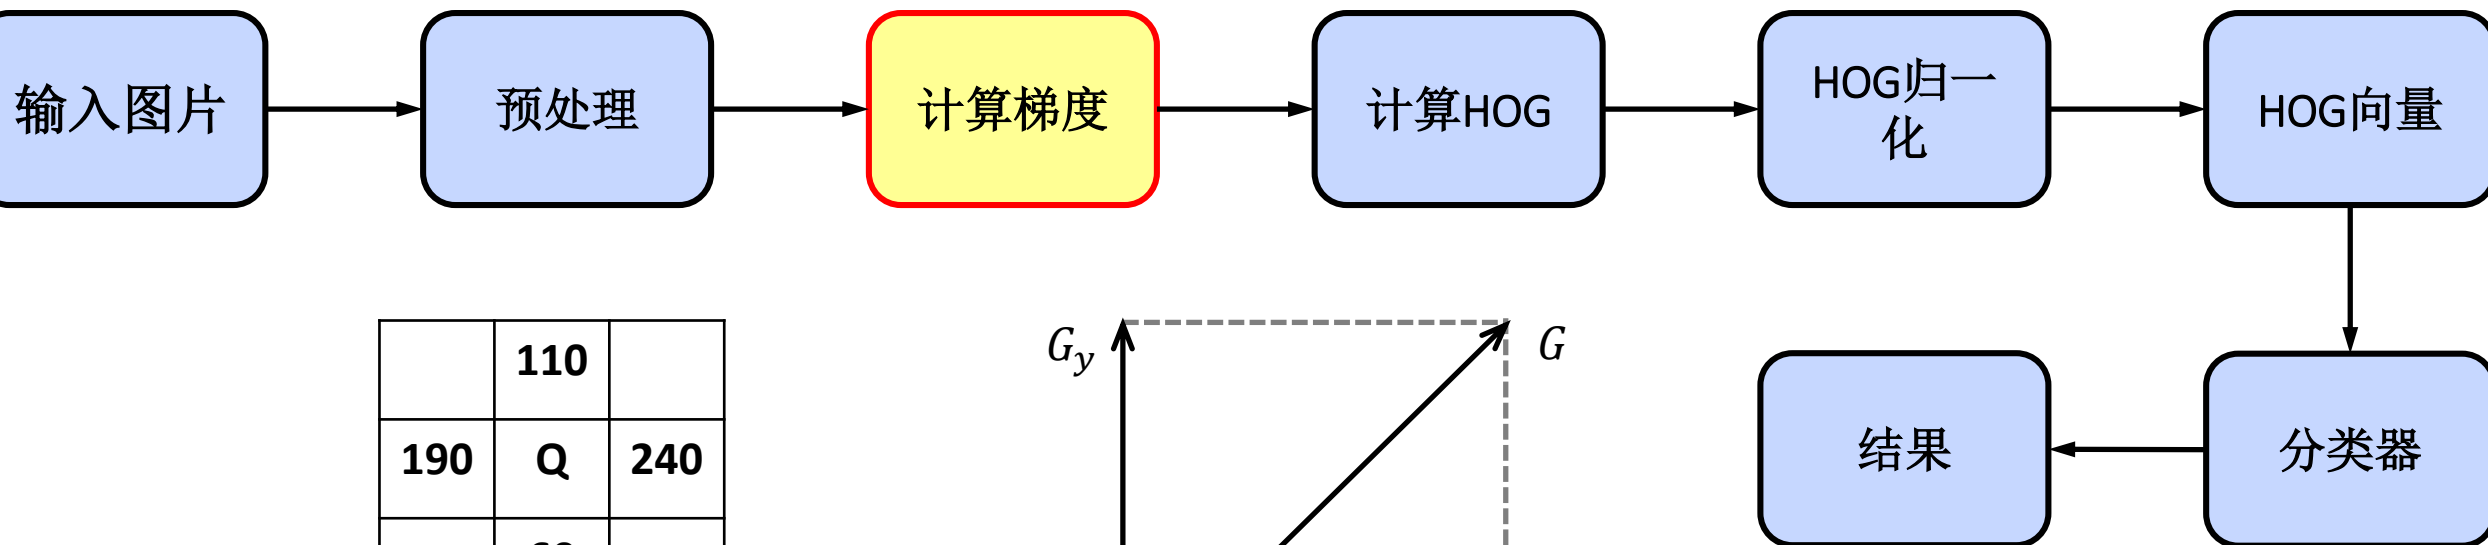 输入图片
预处理
计算梯度
计算HOG
HOG归一
化
HOG向量
110
190 Q 240
G_y
G
结果
分类器